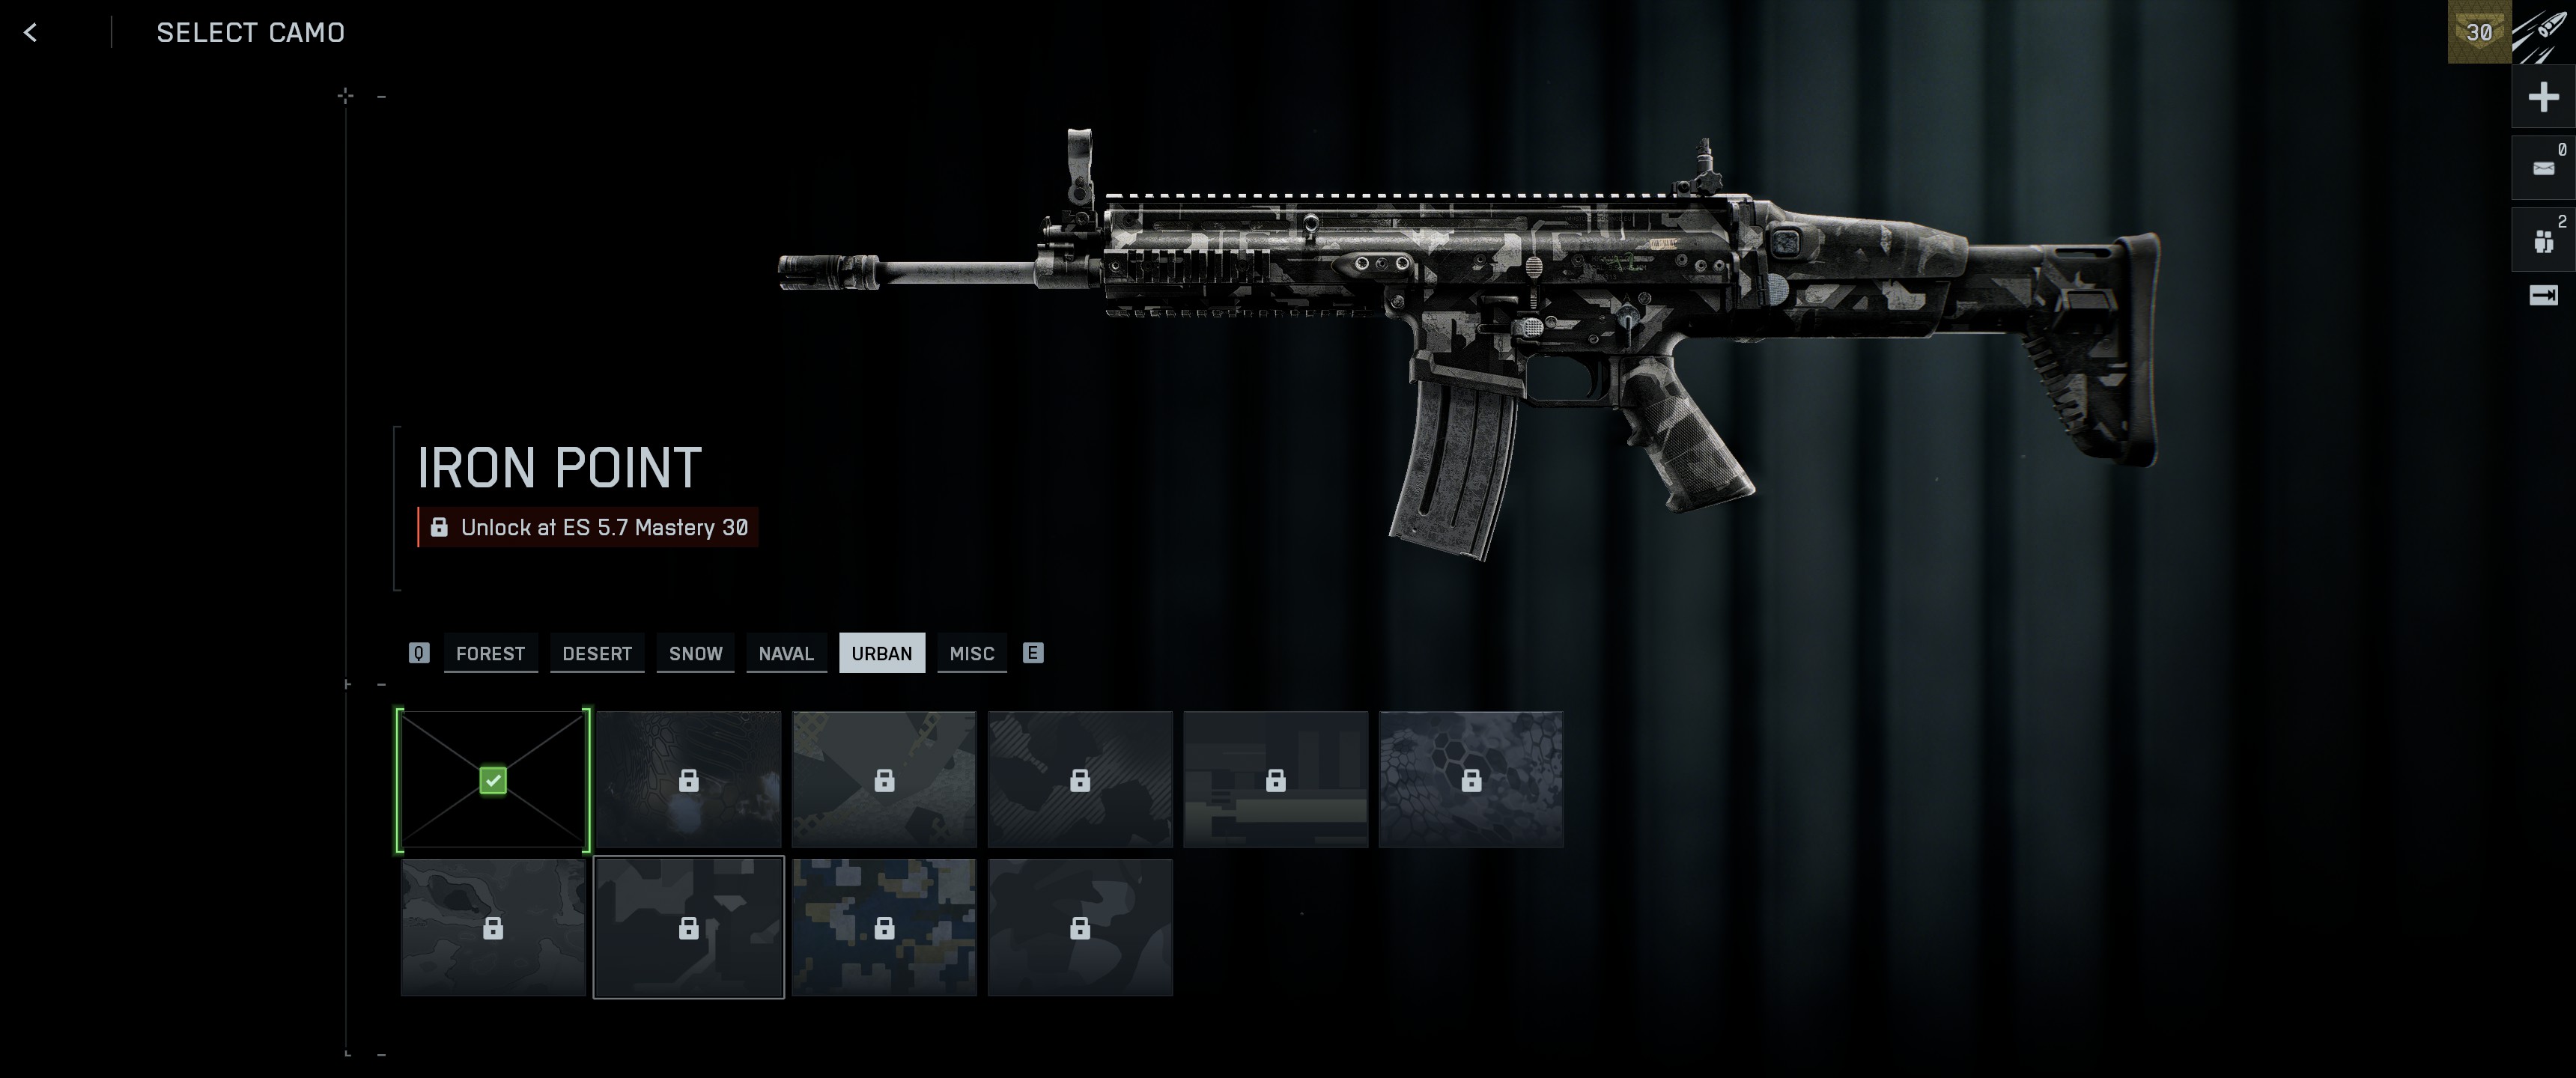 SELECT CAMO
30
0
2
IRON POINT
Unlock at ES 5.7 Mastery 30
Q FOREST DESERT SNOW NAVAL URBAN MISC E